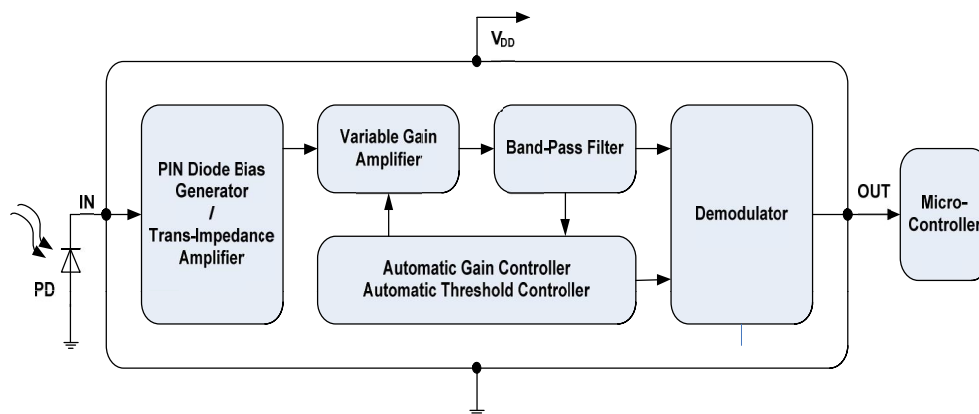 V_DD
IN
PD
PIN Diode Bias
Generator
/
Trans-Impedance
Amplifier
Variable Gain
Amplifier
Band-Pass Filter
Automatic Gain Controller
Automatic Threshold Controller
Demodulator
OUT
Micro-
Controller